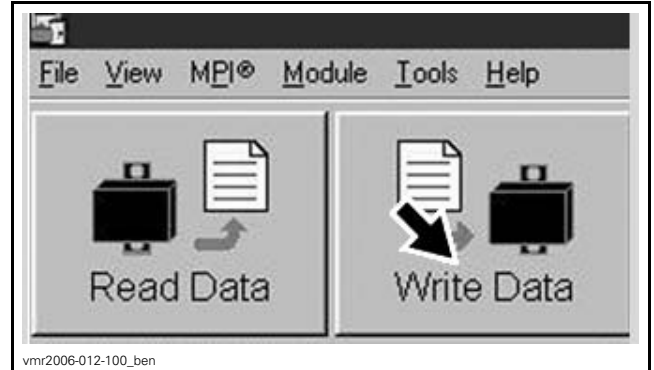 File View MPI® Module Tools Help
Read Data
Write Data
vmr2006-012-100_ben